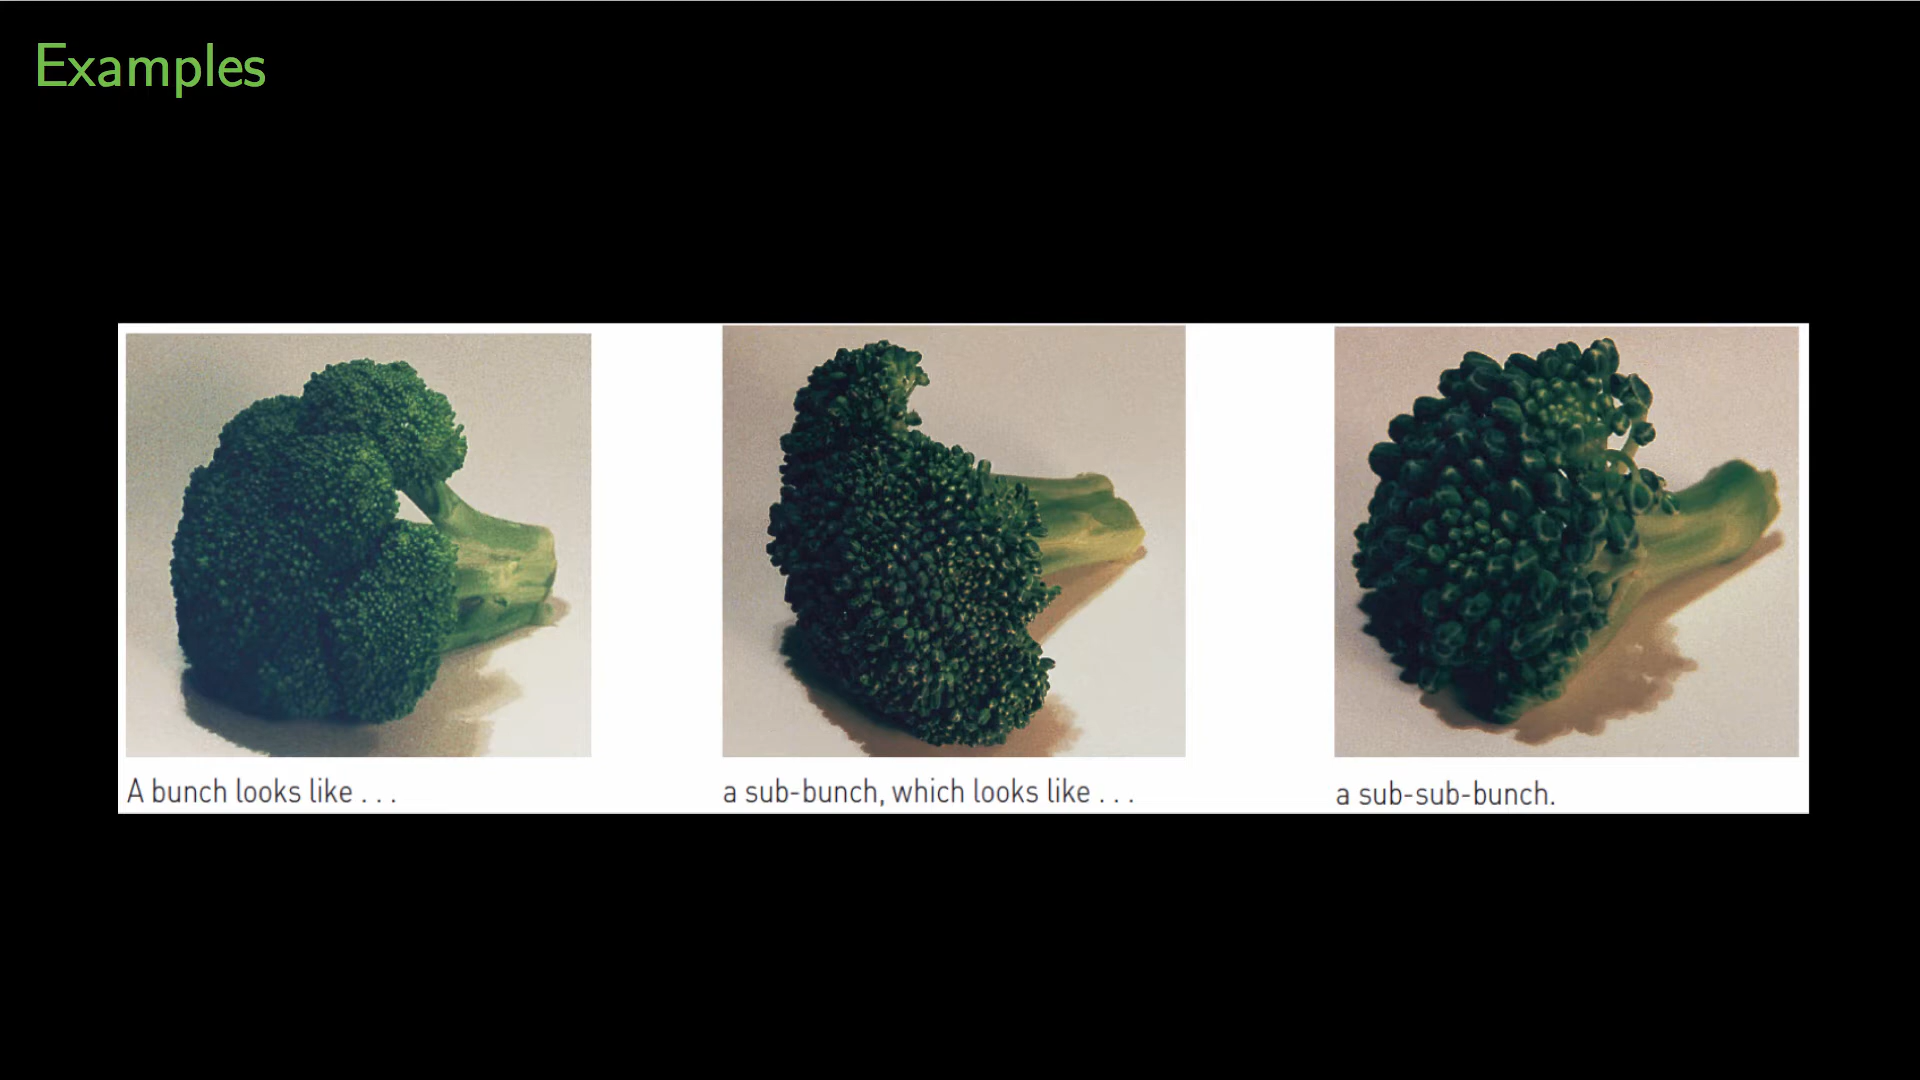 Examples
A bunch looks like . . .
a sub-bunch, which looks like . . .
a sub-sub-bunch.